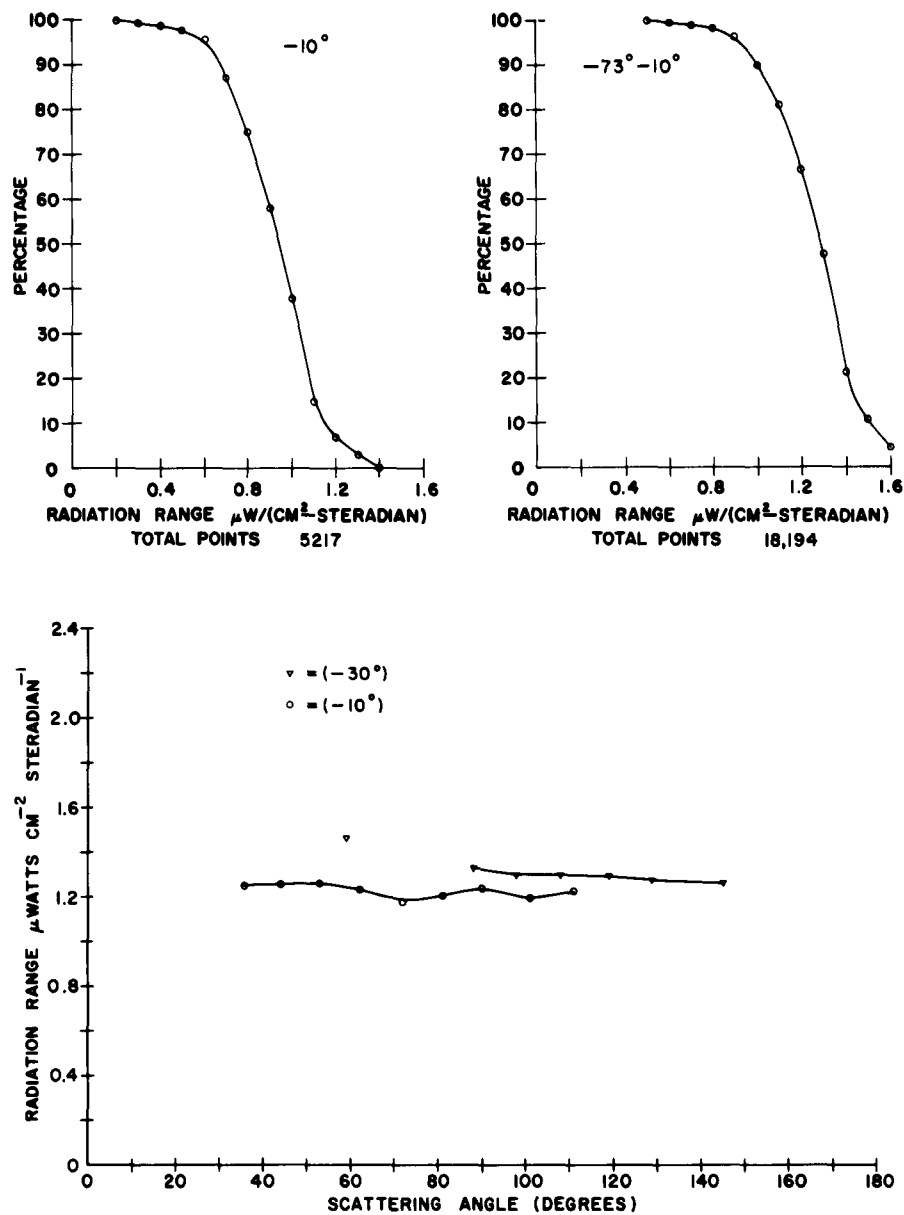 100
90
80
70
60
50
40
30
20
10
0
PERCENTAGE
−10°
0 0.4 0.8 1.2 1.6
RADIATION RANGE μW/(CM²-STERADIAN)
TOTAL POINTS 5217
100
90
80
70
60
50
40
30
20
10
0
PERCENTAGE
−73°−10°
0 0.4 0.8 1.2 1.6
RADIATION RANGE μW/(CM²-STERADIAN)
TOTAL POINTS 18,194
2.4
2.0
1.6
1.2
0.8
0.4
0
RADIATION RANGE μWATTS CM⁻² STERADIAN⁻¹
▿ = (−30°)
○ = (−10°)
0 20 40 60 80 100 120 140 160 180
SCATTERING ANGLE (DEGREES)